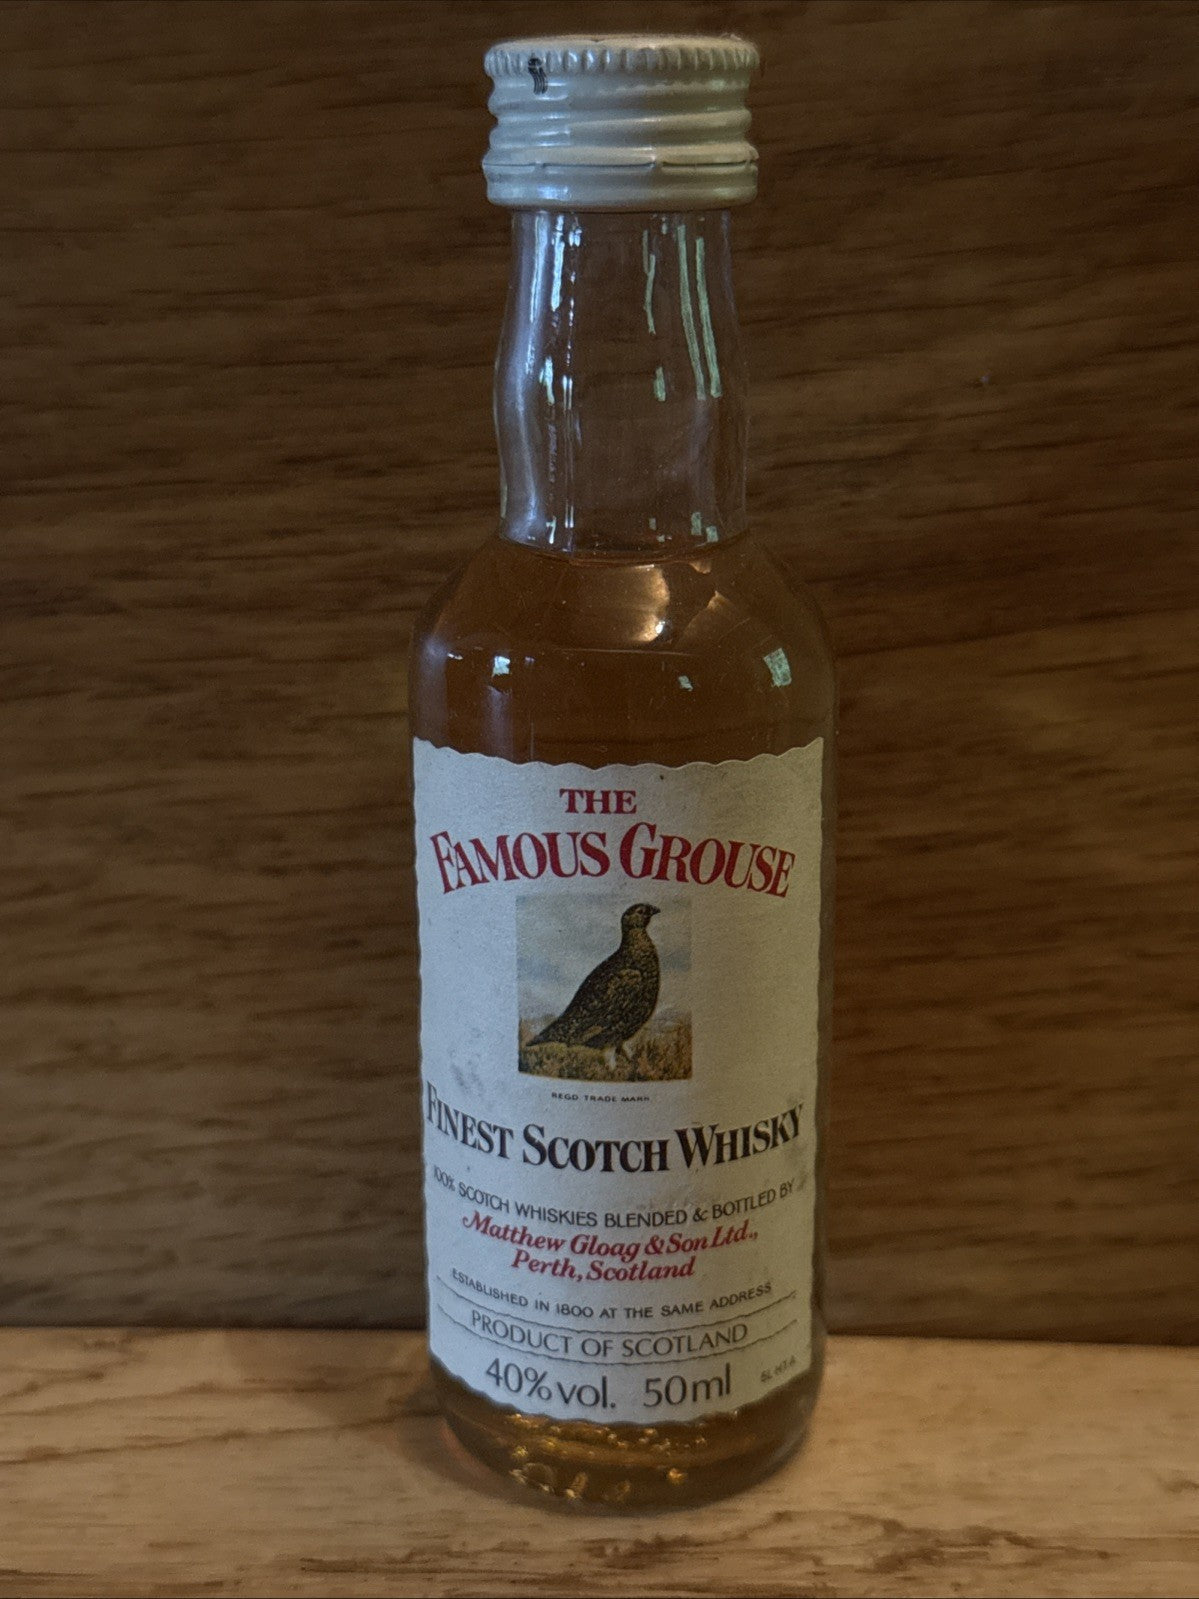 THE
FAMOUS GROUSE
REGD TRADE MARK
FINEST SCOTCH WHISKY
100% SCOTCH WHISKIES BLENDED & BOTTLED BY
Matthew Gloag & Son Ltd.,
Perth, Scotland
ESTABLISHED IN 1800 AT THE SAME ADDRESS
PRODUCT OF SCOTLAND
40% vol. 50ml